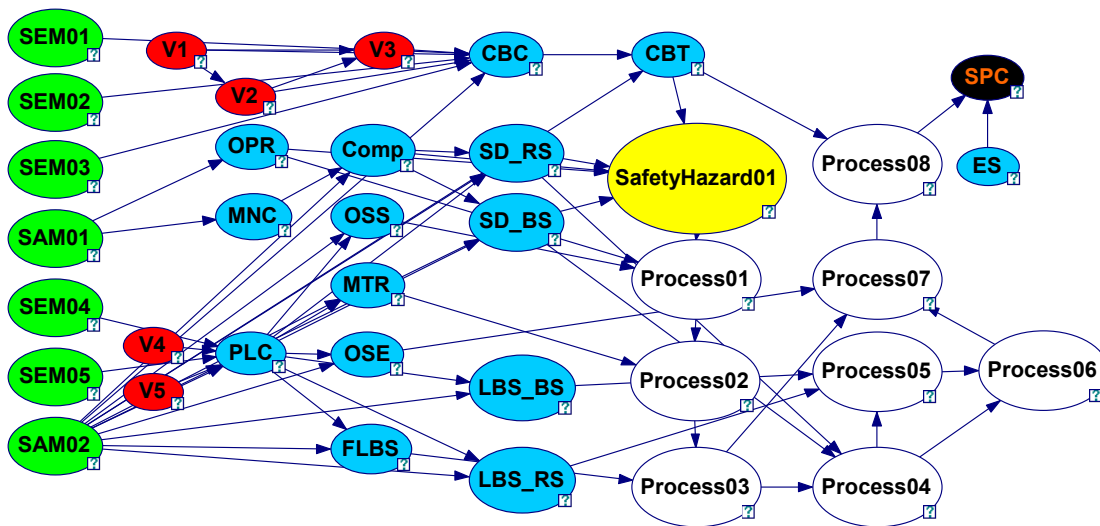 SEM01
V1
V3
CBC
CBT
SPC
SEM02
V2
SEM03
OPR
Comp
SD_RS
SafetyHazard01
Process08
ES
SAM01
MNC
OSS
SD_BS
SEM04
MTR
Process01
Process07
V4
PLC
OSE
SEM05
V5
LBS_BS
Process02
Process05
Process06
SAM02
FLBS
LBS_RS
Process03
Process04